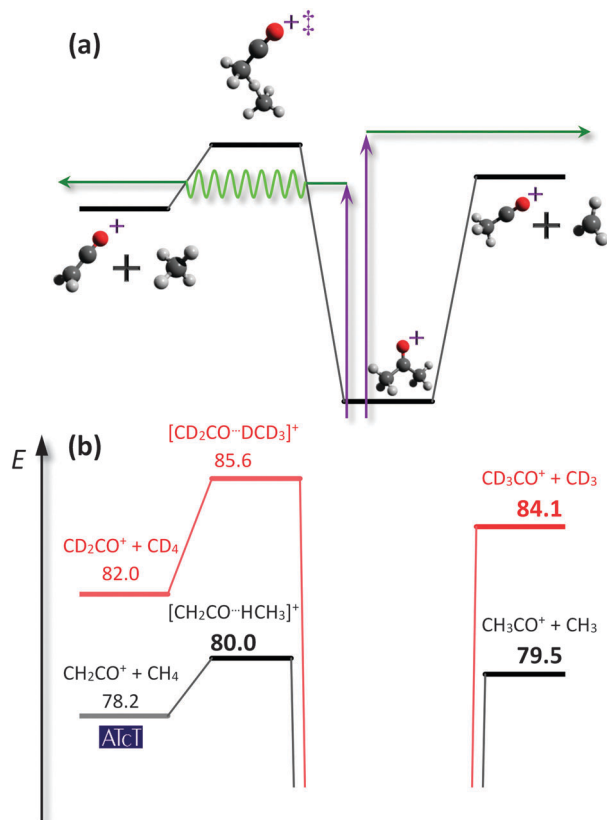 (a)
+‡
+
+
+
+
+
E
(b)
[CD₂CO···DCD₃]⁺
85.6
CD₃CO⁺ + CD₃
84.1
CD₂CO⁺ + CD₄
82.0
[CH₂CO···HCH₃]⁺
80.0
CH₃CO⁺ + CH₃
79.5
CH₂CO⁺ + CH₄
78.2
ATcT